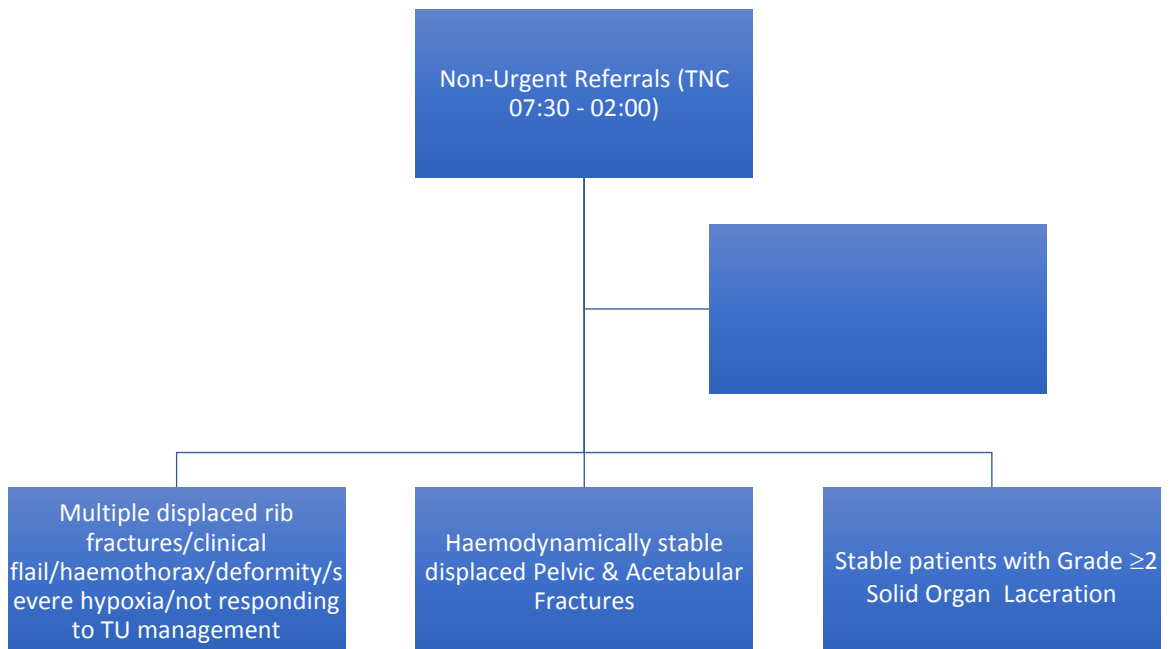 Non-Urgent Referrals (TNC
07:30 - 02:00)
Multiple displaced rib
fractures/clinical
flail/haemothorax/deformity/s
evere hypoxia/not responding
to TU management
Haemodynamically stable
displaced Pelvic & Acetabular
Fractures
Stable patients with Grade ≥2
Solid Organ Laceration